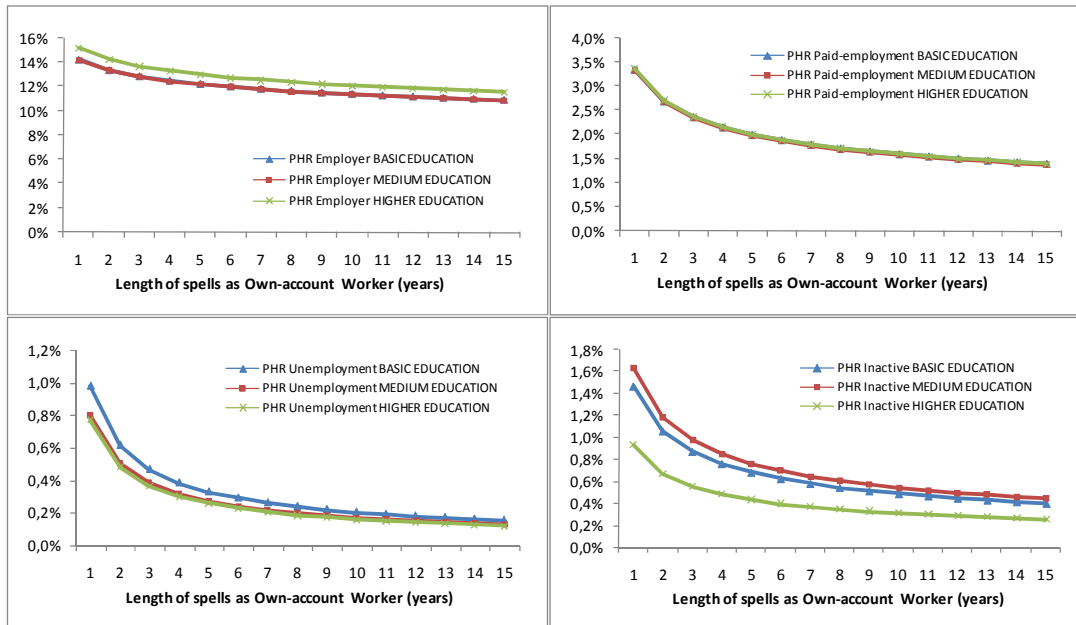 16%
14%
12%
10%
8%
6%
4%
2%
0%
PHR Employer BASIC EDUCATION
PHR Employer MEDIUM EDUCATION
PHR Employer HIGHER EDUCATION
1 2 3 4 5 6 7 8 9 10 11 12 13 14 15
Length of spells as Own-account Worker (years)
4,0%
3,5%
3,0%
2,5%
2,0%
1,5%
1,0%
0,5%
0,0%
PHR Paid-employment BASIC EDUCATION
PHR Paid-employment MEDIUM EDUCATION
PHR Paid-employment HIGHER EDUCATION
1 2 3 4 5 6 7 8 9 10 11 12 13 14 15
Length of spells as Own-account Worker (years)
1,2%
1,0%
0,8%
0,6%
0,4%
0,2%
0,0%
PHR Unemployment BASIC EDUCATION
PHR Unemployment MEDIUM EDUCATION
PHR Unemployment HIGHER EDUCATION
1 2 3 4 5 6 7 8 9 10 11 12 13 14 15
Length of spells as Own-account Worker (years)
1,8%
1,6%
1,4%
1,2%
1,0%
0,8%
0,6%
0,4%
0,2%
0,0%
PHR Inactive BASIC EDUCATION
PHR Inactive MEDIUM EDUCATION
PHR Inactive HIGHER EDUCATION
1 2 3 4 5 6 7 8 9 10 11 12 13 14 15
Length of spells as Own-account Worker (years)